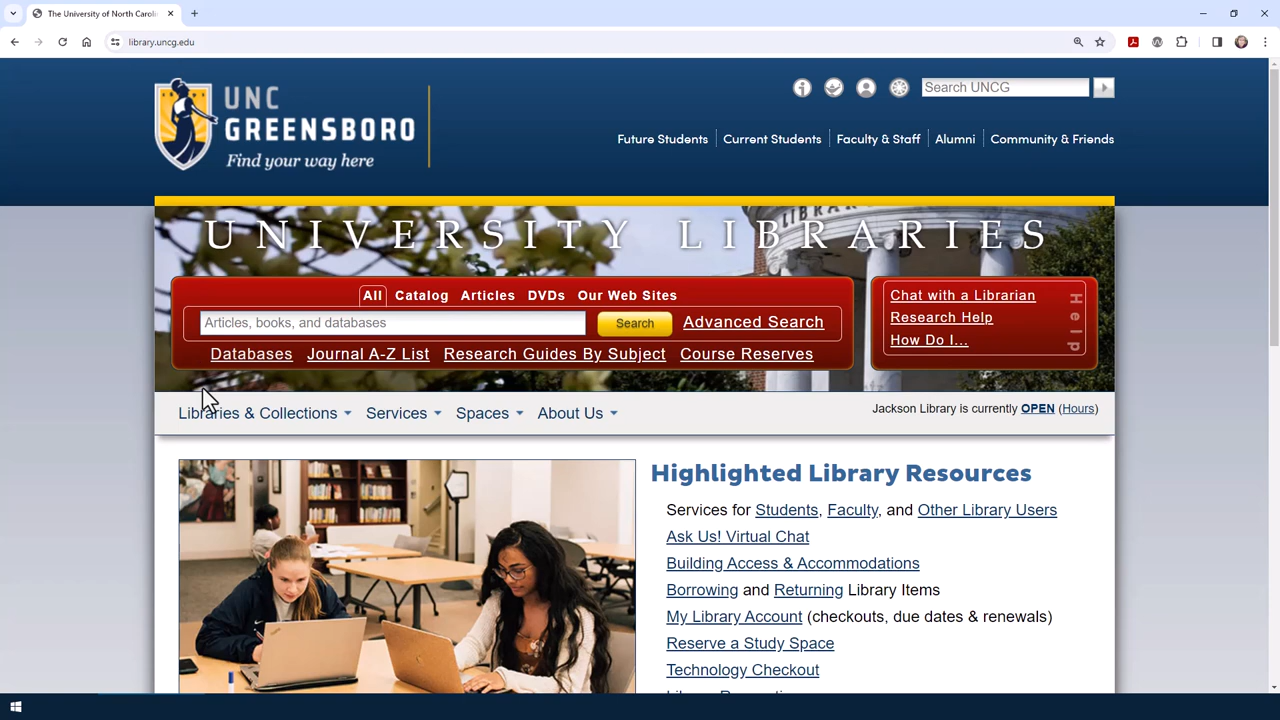 The University of North Caroli
library.uncg.edu
UNC
GREENSBORO
Find your way here
Search UNCG
Future Students
Current Students
Faculty & Staff
Alumni
Community & Friends
UNIVERSITY LIBRARIES
All
Catalog
Articles
DVDs
Our Web Sites
Articles, books, and databases
Search
Advanced Search
Databases
Journal A-Z List
Research Guides By Subject
Course Reserves
Chat with a Librarian
Research Help
How Do I...
Help
Libraries & Collections
Services
Spaces
About Us
Jackson Library is currently OPEN (Hours)
Highlighted Library Resources
Services for Students, Faculty, and Other Library Users
Ask Us! Virtual Chat
Building Access & Accommodations
Borrowing and Returning Library Items
My Library Account (checkouts, due dates & renewals)
Reserve a Study Space
Technology Checkout